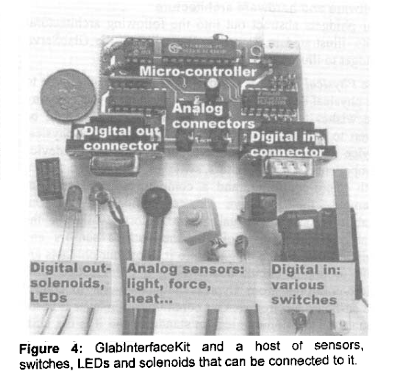 Micro-controller
Analog
connectors
Digital out
connector
Digital in
connector
Digital out-
solenoids,
LEDs
Analog sensors:
light, force,
heat...
Digital in:
various
switches
Figure 4: GlabInterfaceKit and a host of sensors,
switches, LEDs and solenoids that can be connected to it.